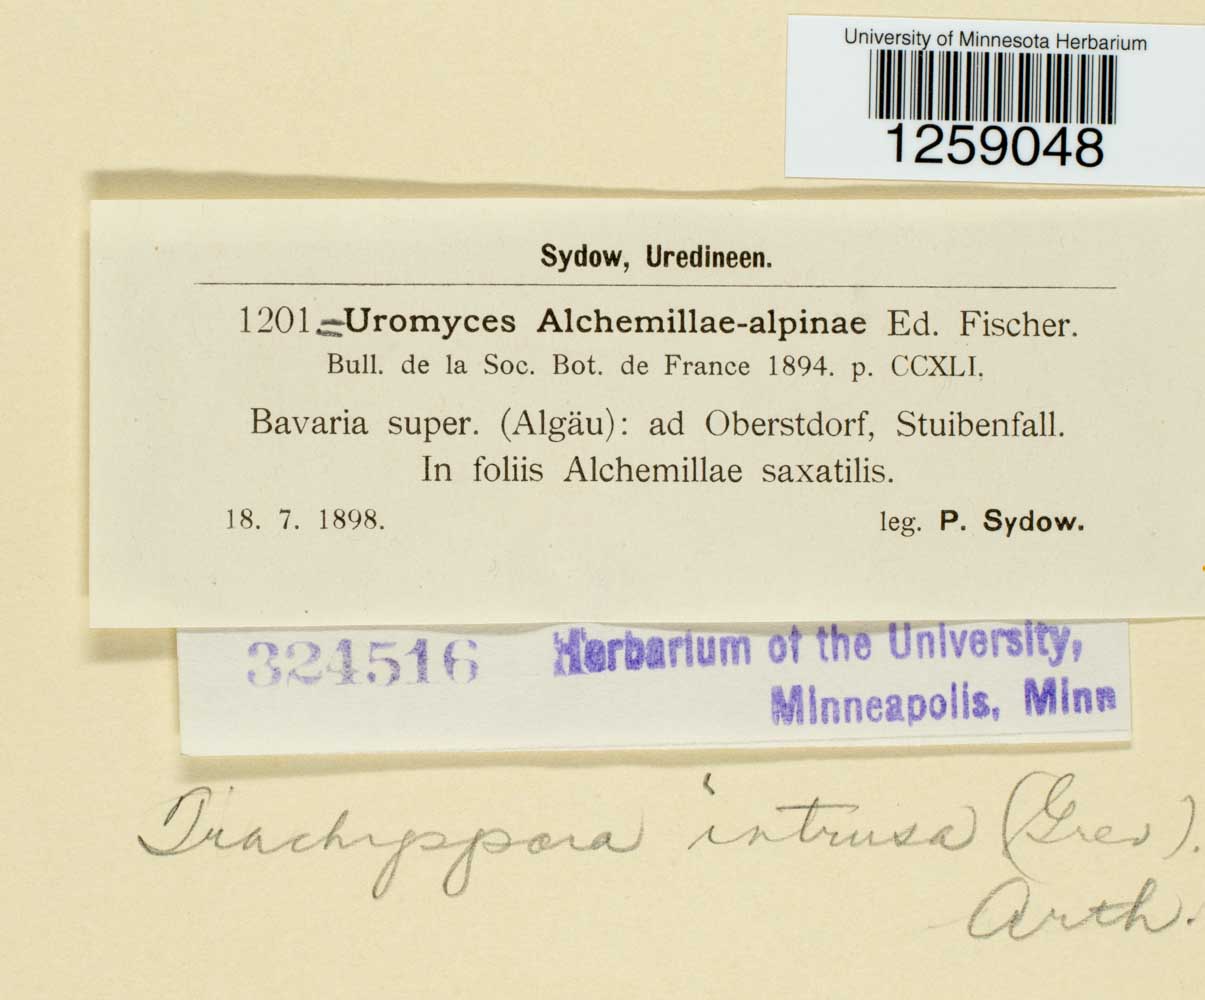 University of Minnesota Herbarium
1259048
Sydow, Uredineen.
1201. = Uromyces Alchemillae-alpinae Ed. Fischer.
Bull. de la Soc. Bot. de France 1894. p. CCXLI.
Bavaria super. (Algäu): ad Oberstdorf, Stuibenfall.
In foliis Alchemillae saxatilis.
18. 7. 1898. leg. P. Sydow.
324516 Herbarium of the University,
Minneapolis, Minn
Trachyspora intrusa (Grev).
Arth.